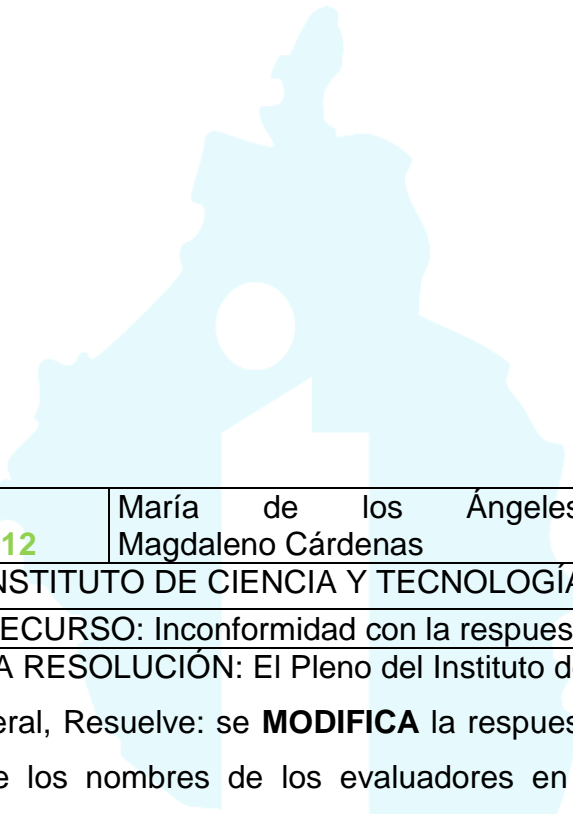 María de los Ángeles
12 Magdaleno Cárdenas
NSTITUTO DE CIENCIA Y TECNOLOGÍA
ECURSO: Inconformidad con la respues
A RESOLUCIÓN: El Pleno del Instituto d
eral, Resuelve: se MODIFICA la respues
e los nombres de los evaluadores en